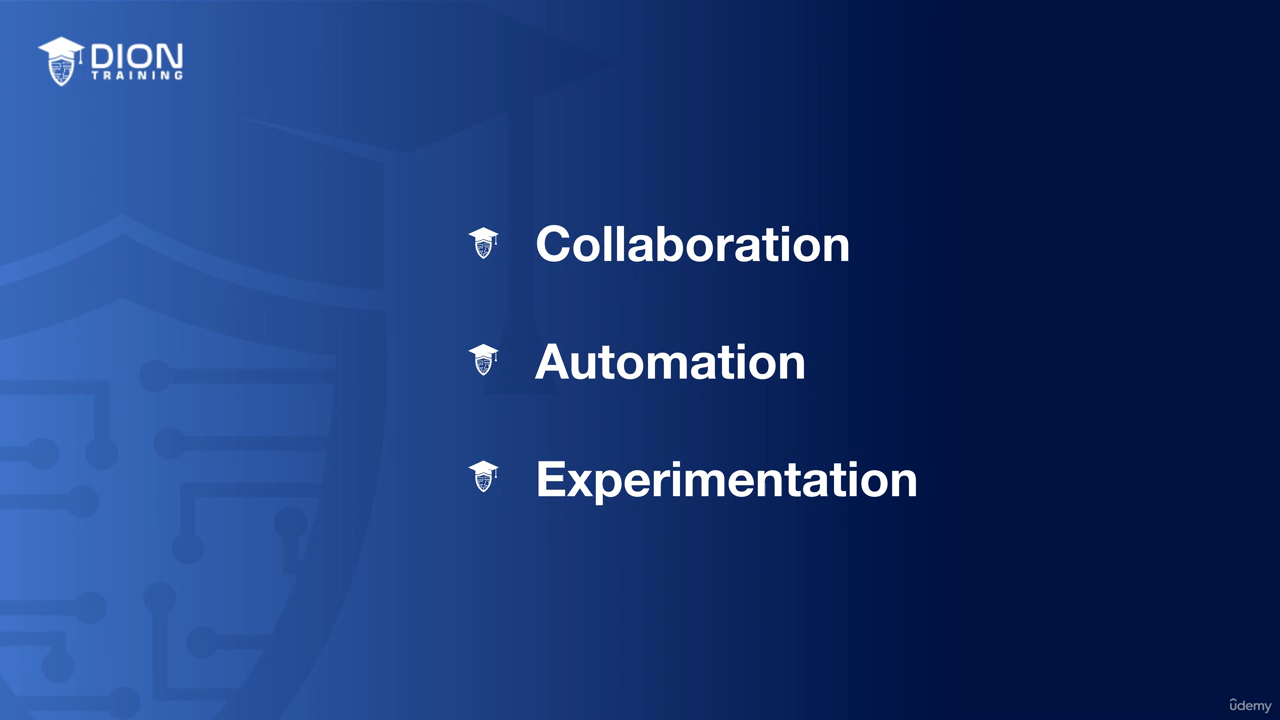 DION
TRAINING
Collaboration
Automation
Experimentation
ûdemy